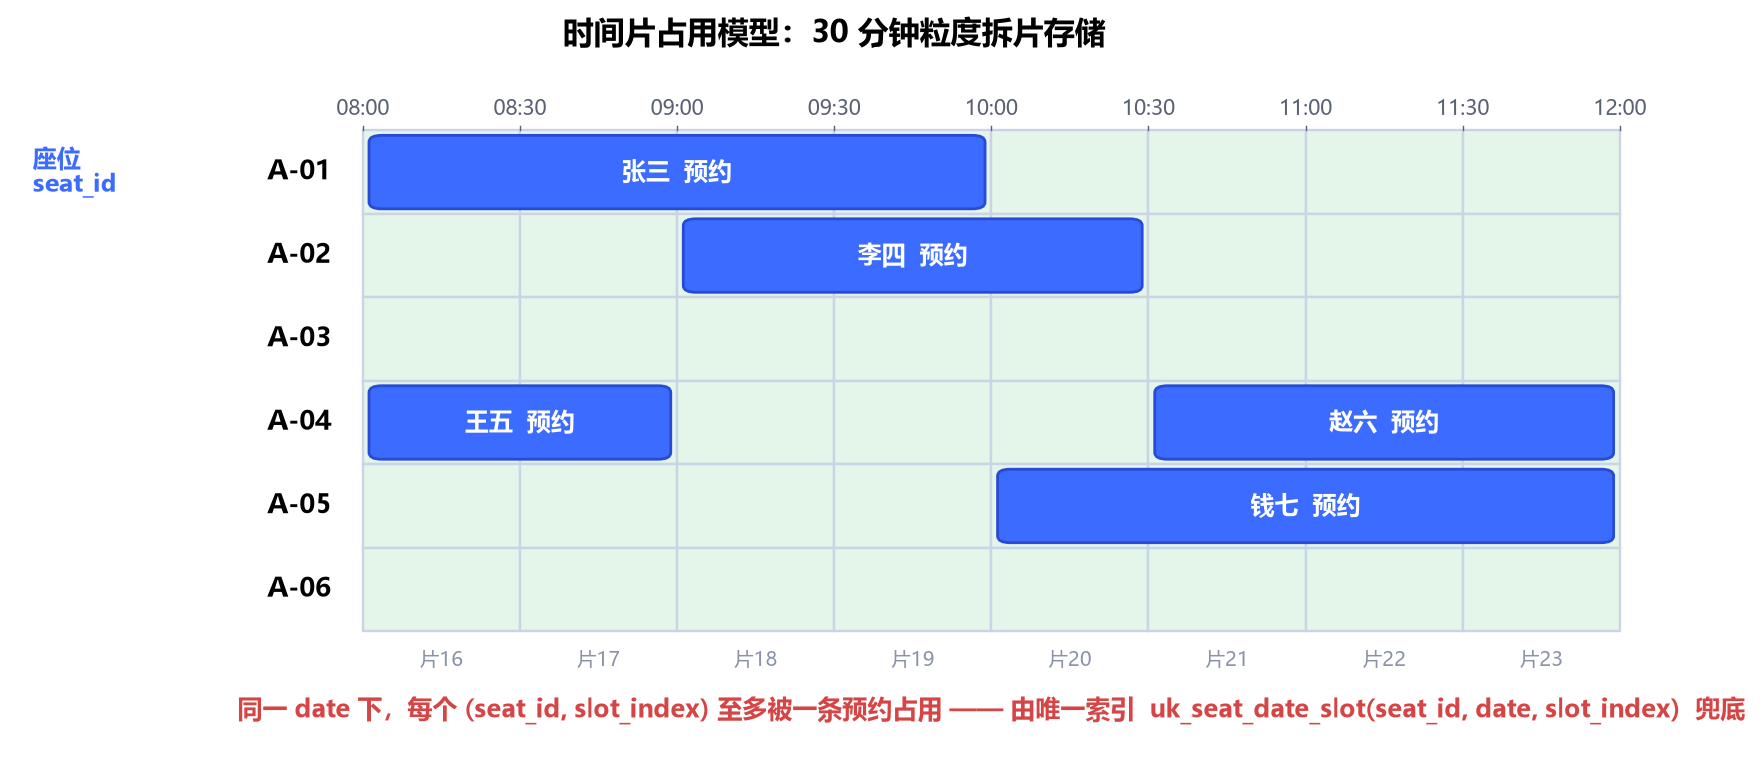 时间片占用模型：30 分钟粒度拆片存储
08:00 08:30 09:00 09:30 10:00 10:30 11:00 11:30 12:00
座位
seat_id
A-01 张三 预约
A-02 李四 预约
A-03
A-04 王五 预约 赵六 预约
A-05 钱七 预约
A-06
片16 片17 片18 片19 片20 片21 片22 片23
同一 date 下，每个 (seat_id, slot_index) 至多被一条预约占用 —— 由唯一索引 uk_seat_date_slot(seat_id, date, slot_index) 兜底